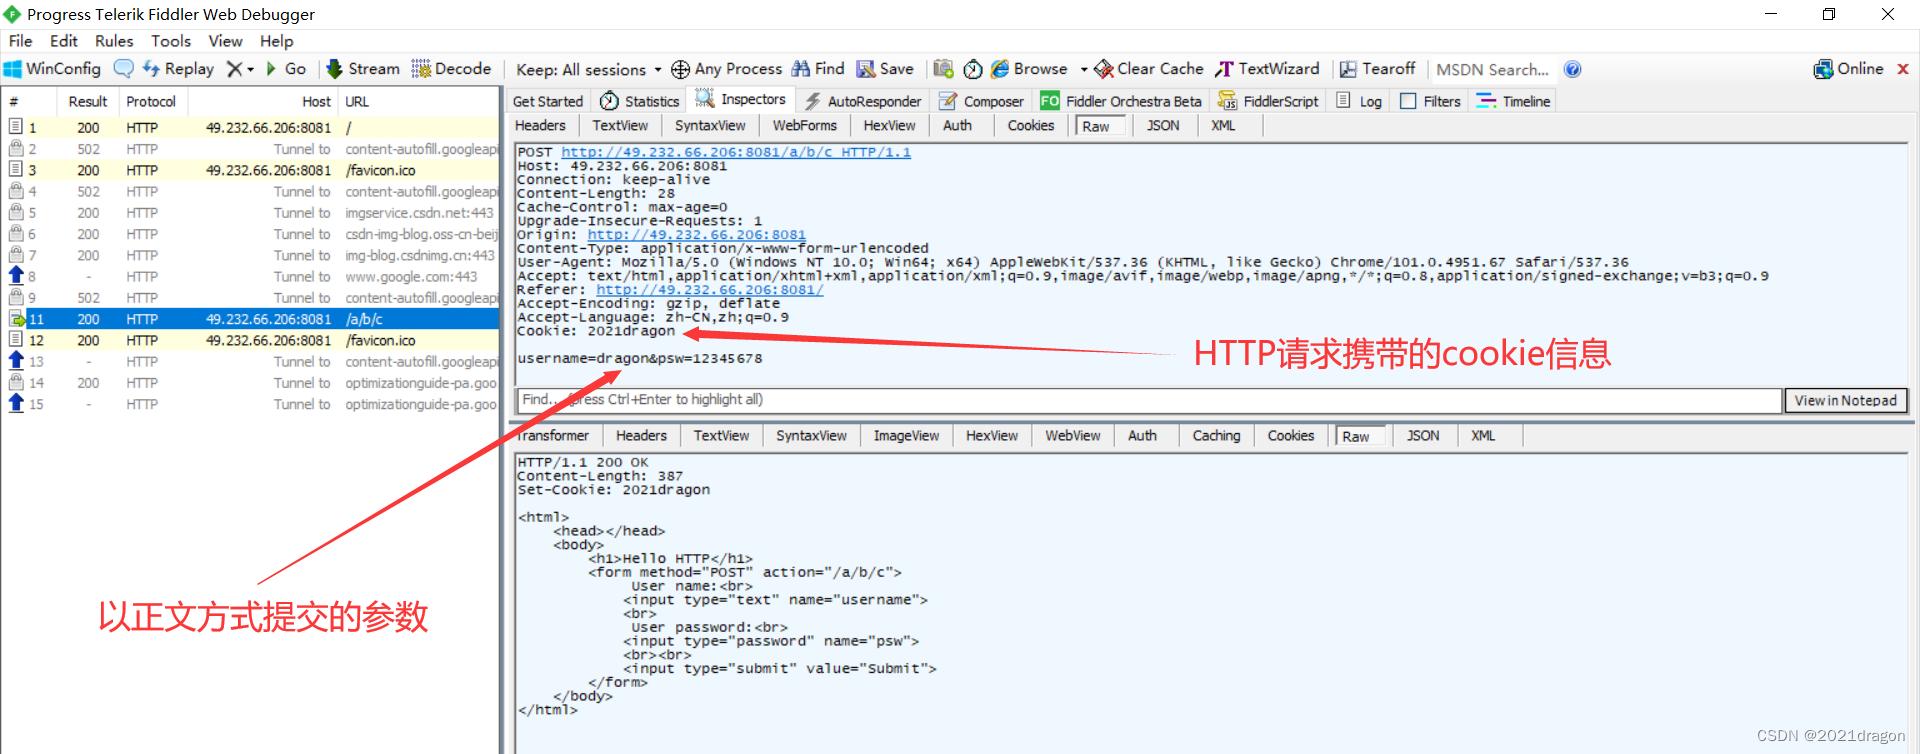 Progress Telerik Fiddler Web Debugger
File Edit Rules Tools View Help
WinConfig Replay Go Stream Decode Keep: All sessions Any Process Find Save Browse Clear Cache TextWizard Tearoff MSDN Search... Online
Get Started Statistics Inspectors AutoResponder Composer FO Fiddler Orchestra Beta FiddlerScript Log Filters Timeline
# Result Protocol Host URL
1 200 HTTP 49.232.66.206:8081 /
2 502 HTTP Tunnel to content-autofill.googleapi
3 200 HTTP 49.232.66.206:8081 /favicon.ico
4 502 HTTP Tunnel to content-autofill.googleapi
5 200 HTTP Tunnel to imgservice.csdn.net:443
6 200 HTTP Tunnel to csdn-img-blog.oss-cn-beij
7 200 HTTP Tunnel to img-blog.csdnimg.cn:443
8 - HTTP Tunnel to www.google.com:443
9 502 HTTP Tunnel to content-autofill.googleapi
11 200 HTTP 49.232.66.206:8081 /a/b/c
12 200 HTTP 49.232.66.206:8081 /favicon.ico
13 - HTTP Tunnel to content-autofill.googleapi
14 200 HTTP Tunnel to optimizationguide-pa.goo
15 - HTTP Tunnel to optimizationguide-pa.goo
Headers TextView SyntaxView WebForms HexView Auth Cookies Raw JSON XML
POST http://49.232.66.206:8081/a/b/c HTTP/1.1
Host: 49.232.66.206:8081
Connection: keep-alive
Content-Length: 28
Cache-Control: max-age=0
Upgrade-Insecure-Requests: 1
Origin: http://49.232.66.206:8081
Content-Type: application/x-www-form-urlencoded
User-Agent: Mozilla/5.0 (Windows NT 10.0; Win64; x64) AppleWebKit/537.36 (KHTML, like Gecko) Chrome/101.0.4951.67 Safari/537.36
Accept: text/html,application/xhtml+xml,application/xml;q=0.9,image/avif,image/webp,image/apng,*/*;q=0.8,application/signed-exchange;v=b3;q=0.9
Referer: http://49.232.66.206:8081/
Accept-Encoding: gzip, deflate
Accept-Language: zh-CN,zh;q=0.9
Cookie: 2021dragon
HTTP请求携带的cookie信息
username=dragon&psw=12345678
Find... (press Ctrl+Enter to highlight all) View in Notepad
Transformer Headers TextView SyntaxView ImageView HexView WebView Auth Caching Cookies Raw JSON XML
HTTP/1.1 200 OK
Content-Length: 387
Set-Cookie: 2021dragon
<html>
<head></head>
<body>
<h1>Hello HTTP</h1>
<form method="POST" action="/a/b/c">
User name:<br>
<input type="text" name="username">
<br>
User password:<br>
<input type="password" name="psw">
<br><br>
<input type="submit" value="Submit">
</form>
</body>
</html>
以正文方式提交的参数
CSDN @2021dragon